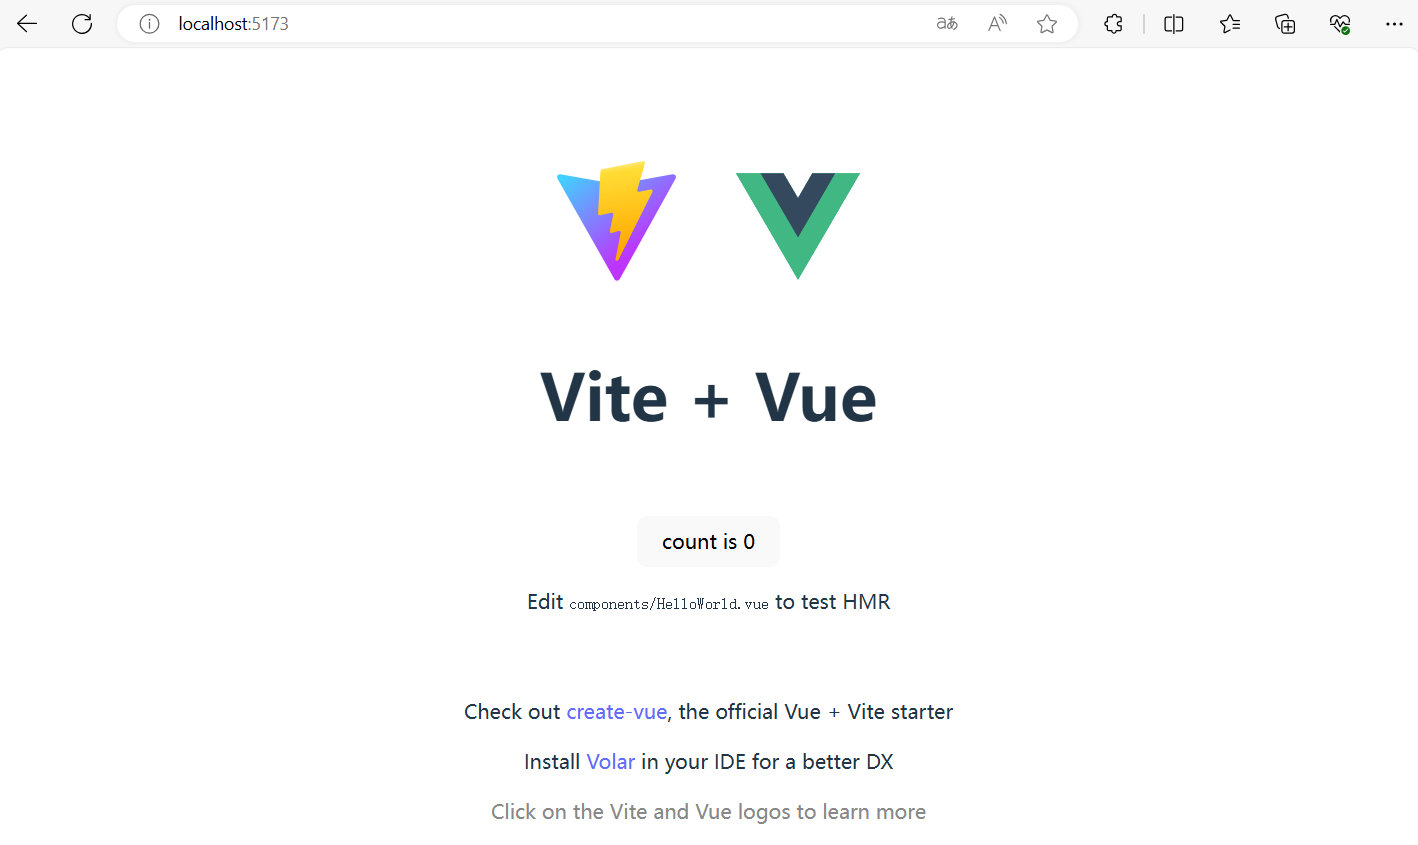 localhost:5173
Vite + Vue
count is 0
Edit components/HelloWorld.vue to test HMR
Check out create-vue, the official Vue + Vite starter
Install Volar in your IDE for a better DX
Click on the Vite and Vue logos to learn more